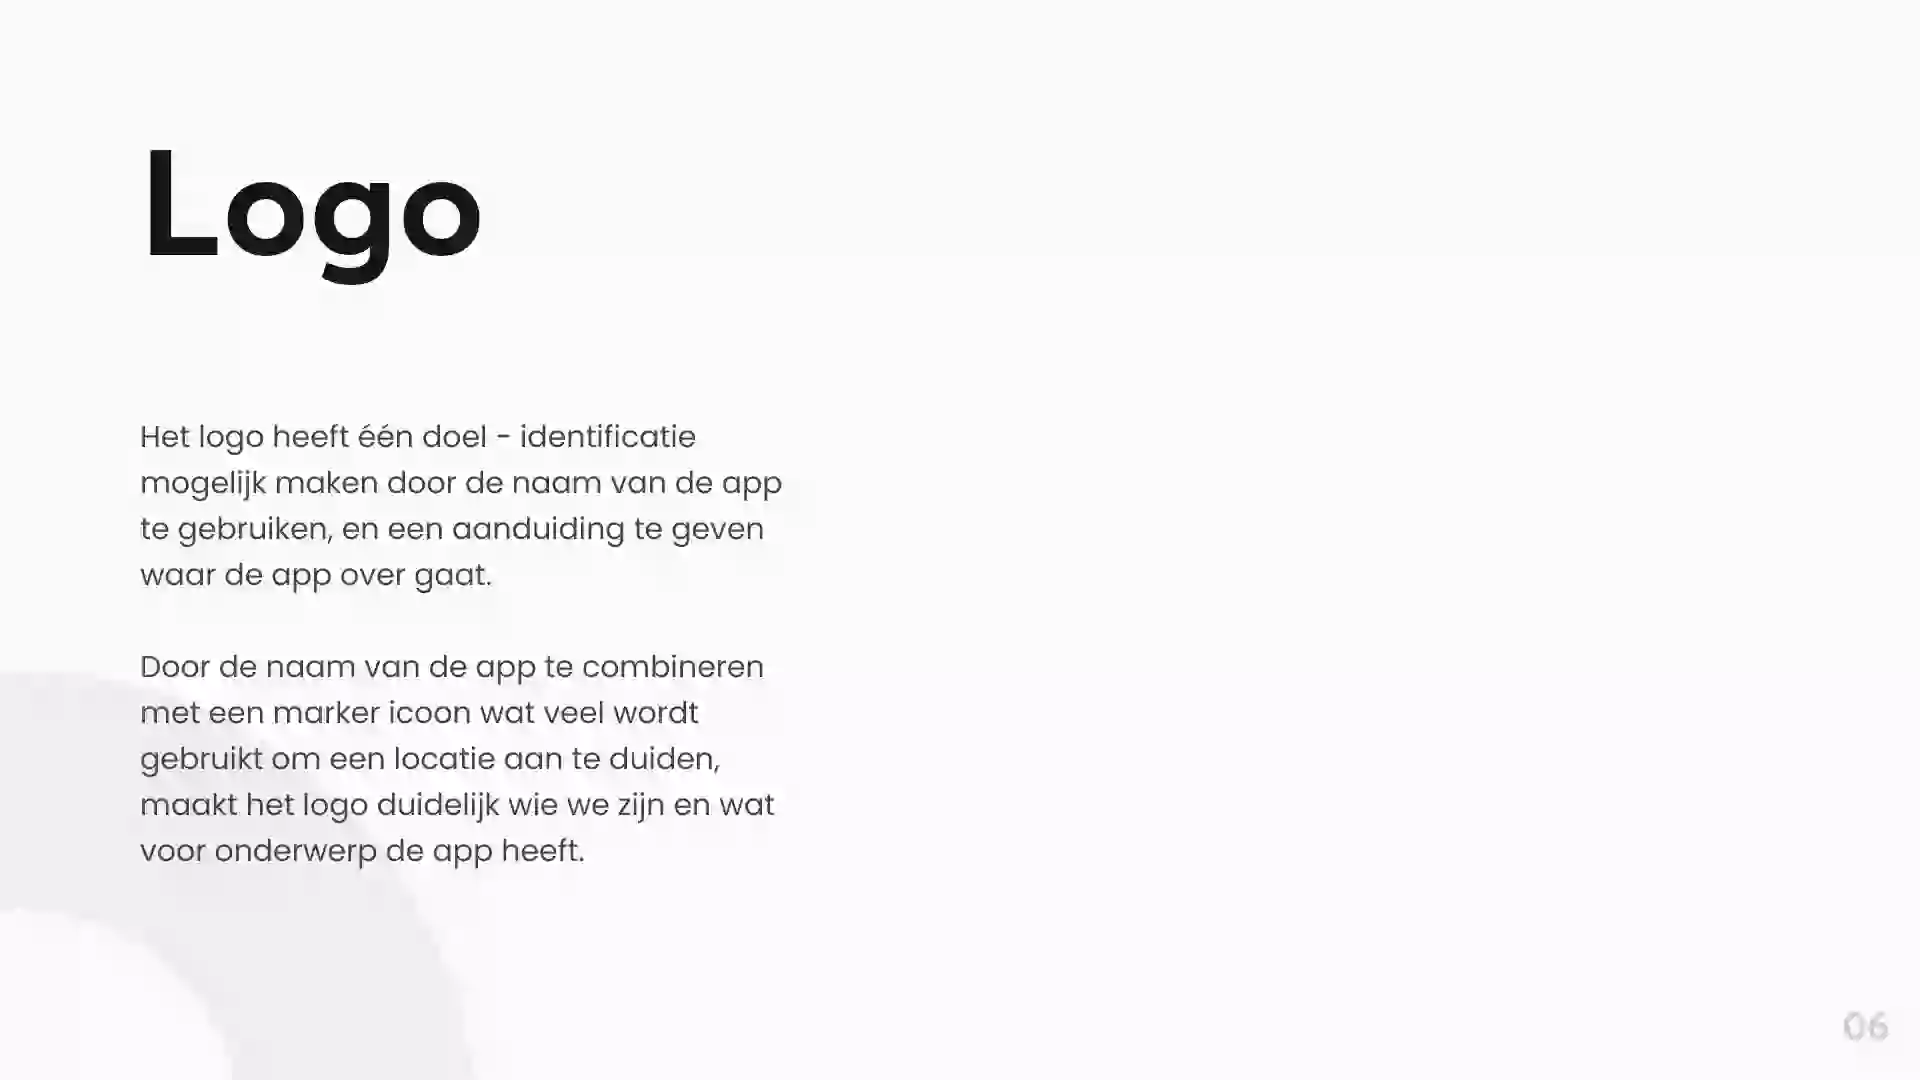 Logo
Het logo heeft één doel - identificatie
mogelijk maken door de naam van de app
te gebruiken, en een aanduiding te geven
waar de app over gaat.
Door de naam van de app te combineren
met een marker icoon wat veel wordt
gebruikt om een locatie aan te duiden,
maakt het logo duidelijk wie we zijn en wat
voor onderwerp de app heeft.
06